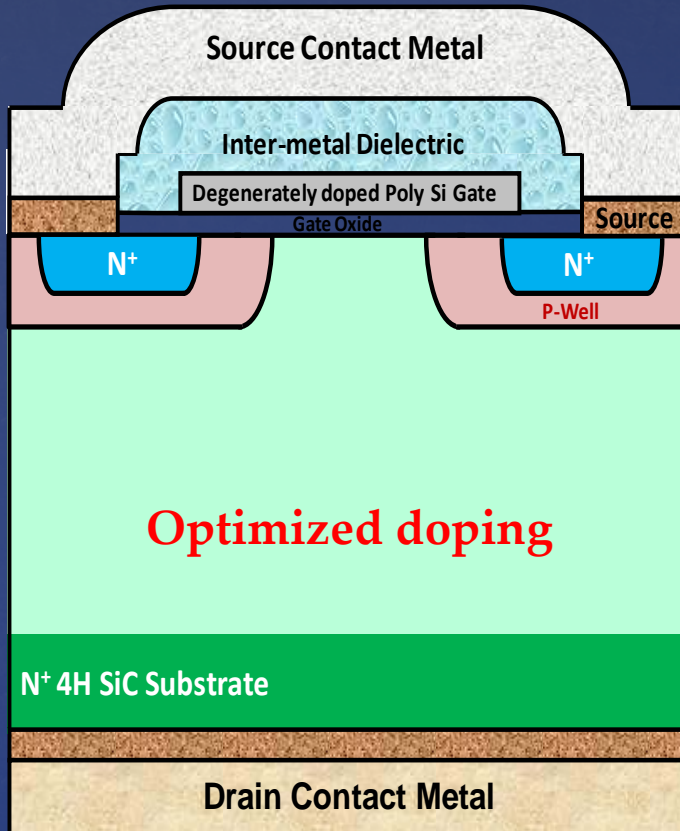 Source Contact Metal
Inter-metal Dielectric
Degenerately doped Poly Si Gate
Gate Oxide
Source
N⁺
N⁺
P-Well
Optimized doping
N⁺ 4H SiC Substrate
Drain Contact Metal